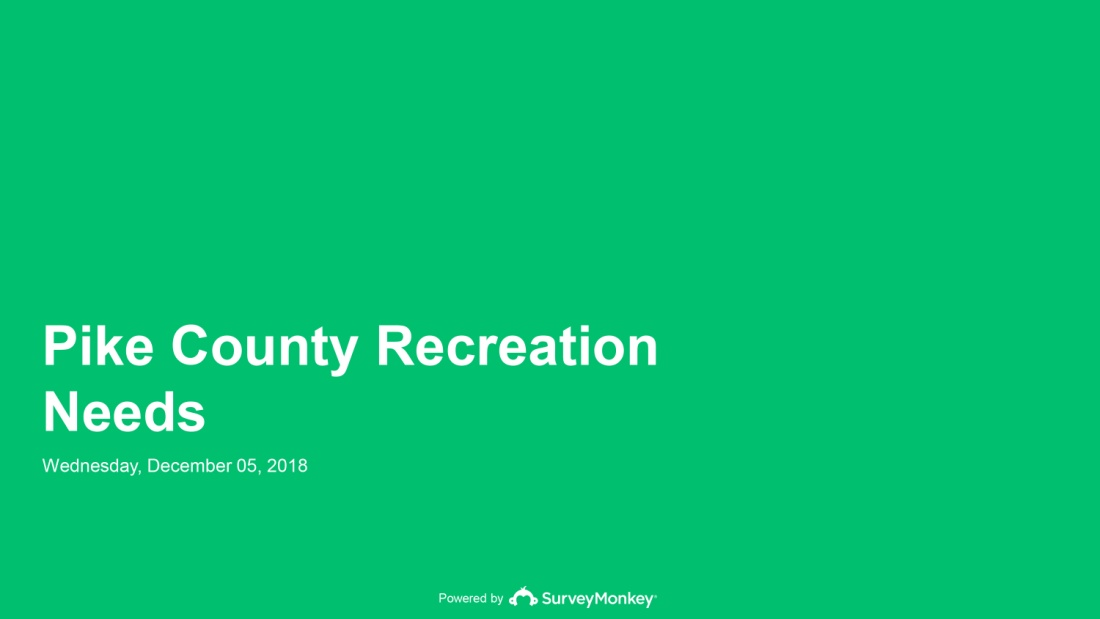 Pike County Recreation
Needs
Wednesday, December 05, 2018
Powered by SurveyMonkey